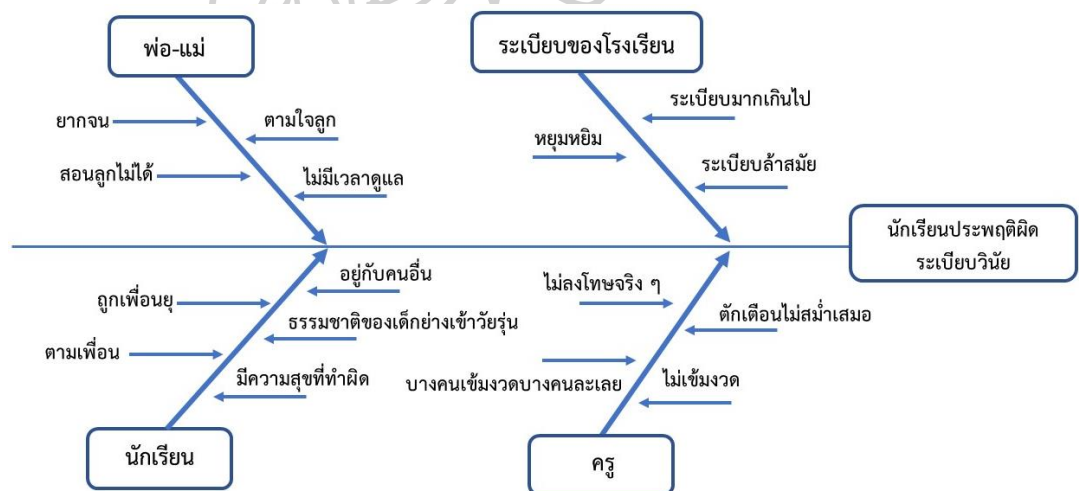 พ่อ-แม่
ระเบียบของโรงเรียน
ยากจน
ตามใจลูก
สอนลูกไม่ได้
ไม่มีเวลาดูแล
ระเบียบมากเกินไป
หยุมหยิม
ระเบียบล้าสมัย
นักเรียนประพฤติผิด
ระเบียบวินัย
อยู่กับคนอื่น
ถูกเพื่อนยุ
ธรรมชาติของเด็กย่างเข้าวัยรุ่น
ตามเพื่อน
มีความสุขที่ทำผิด
นักเรียน
ไม่ลงโทษจริง ๆ
ตักเตือนไม่สม่ำเสมอ
บางคนเข้มงวดบางคนละเลย
ไม่เข้มงวด
ครู